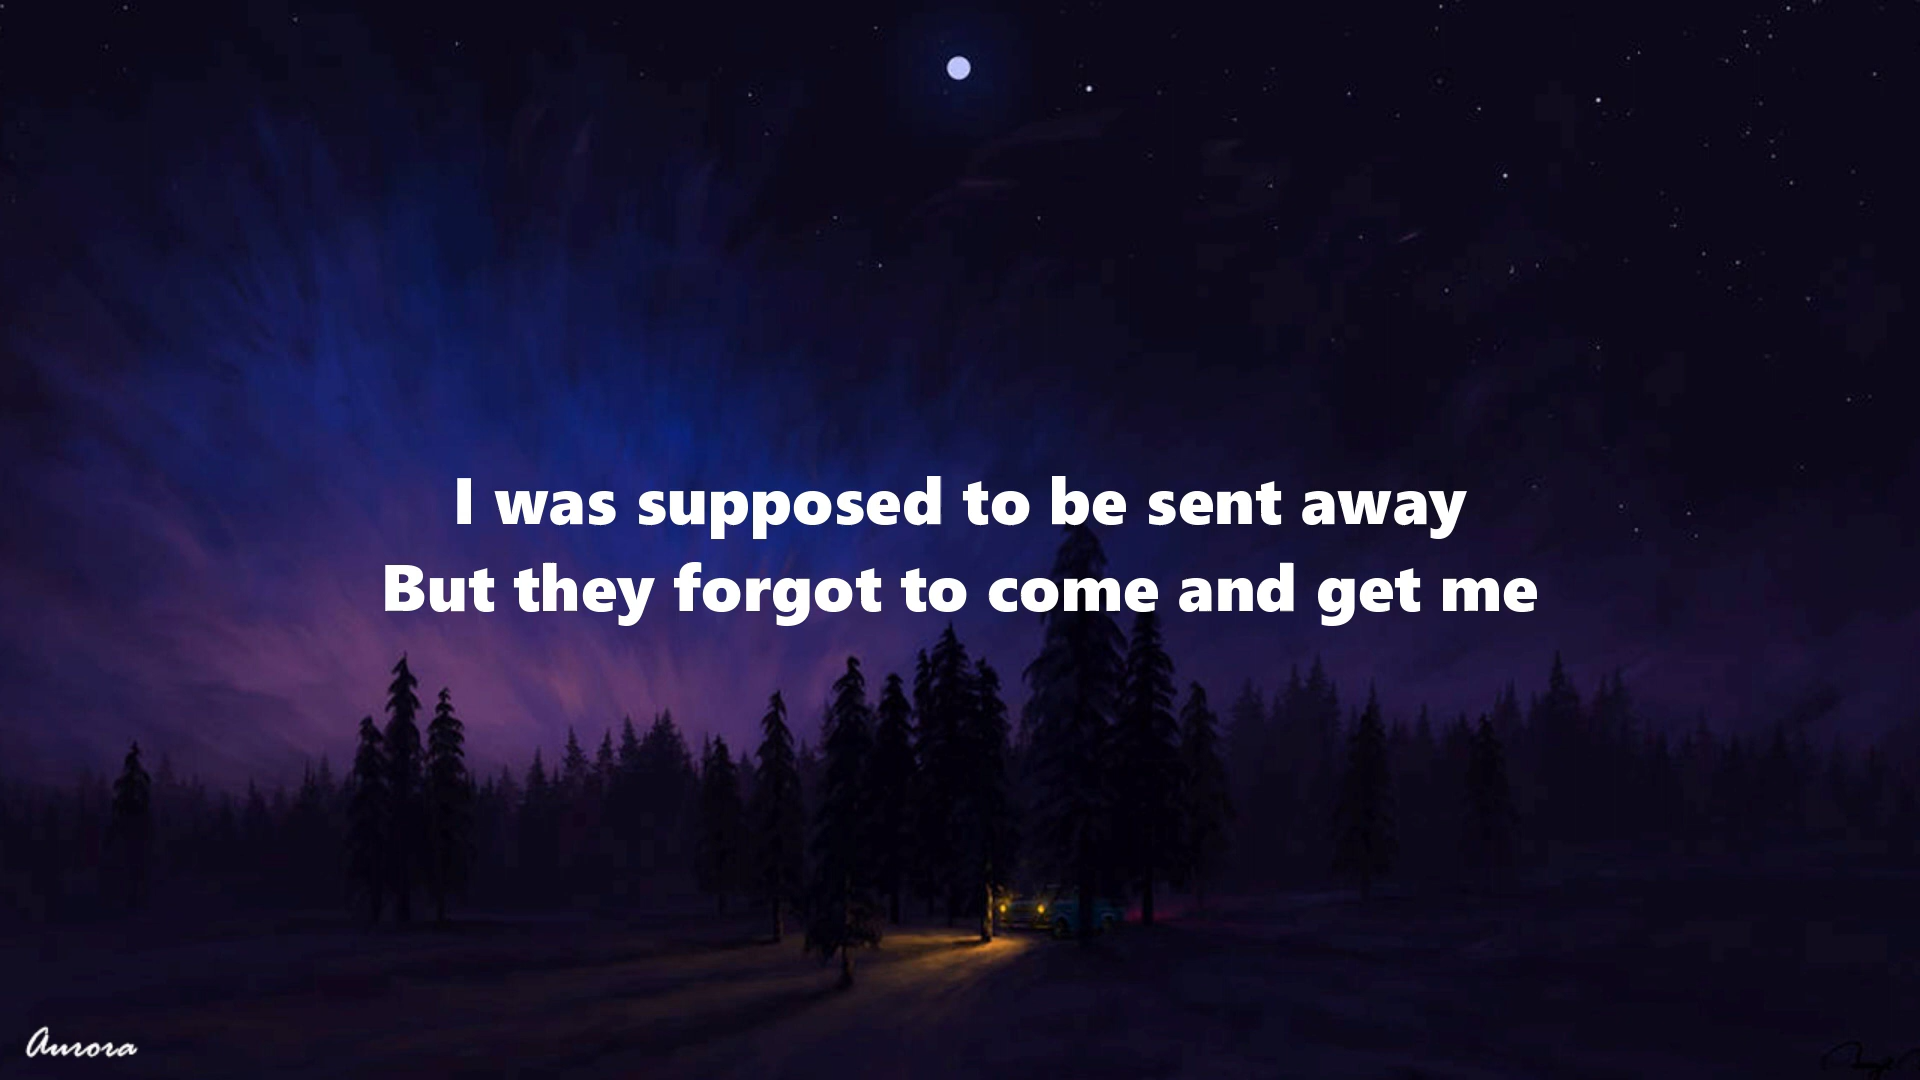 I was supposed to be sent away
But they forgot to come and get me
Aurora